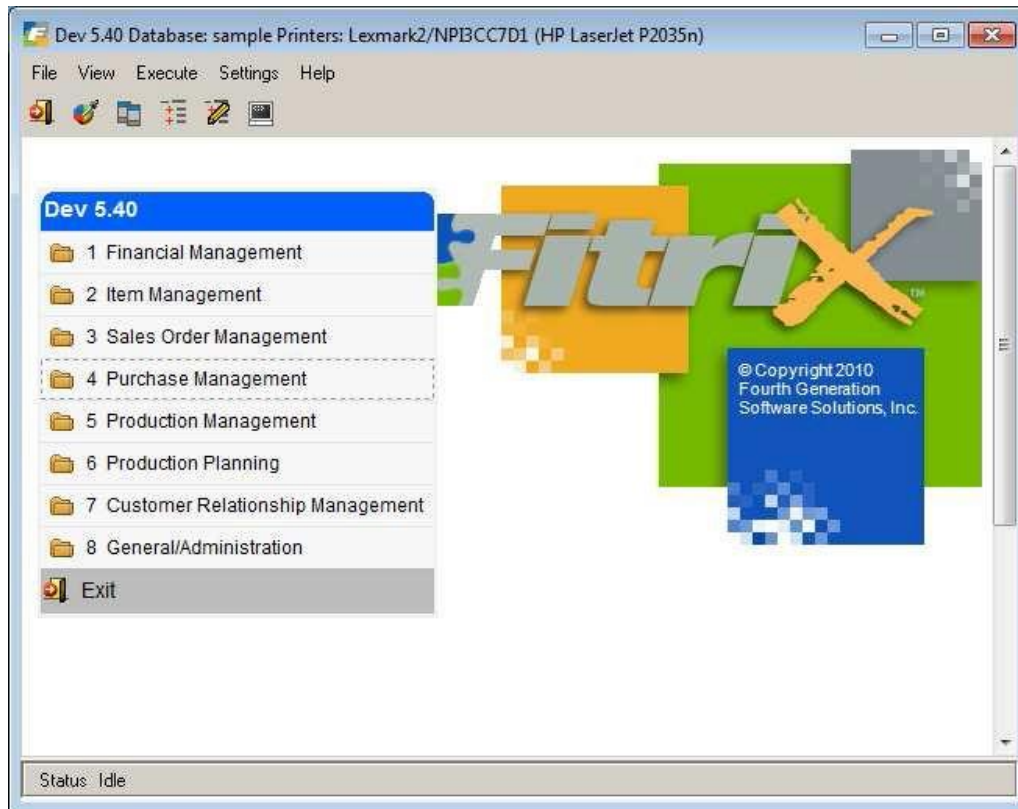 Dev 5.40 Database: sample Printers: Lexmark2/NPI3CC7D1 (HP LaserJet P2035n)
File View Execute Settings Help
Dev 5.40
1 Financial Management
2 Item Management
3 Sales Order Management
4 Purchase Management
5 Production Management
6 Production Planning
7 Customer Relationship Management
8 General/Administration
Exit
FitriX™
© Copyright 2010
Fourth Generation
Software Solutions, Inc.
Status Idle